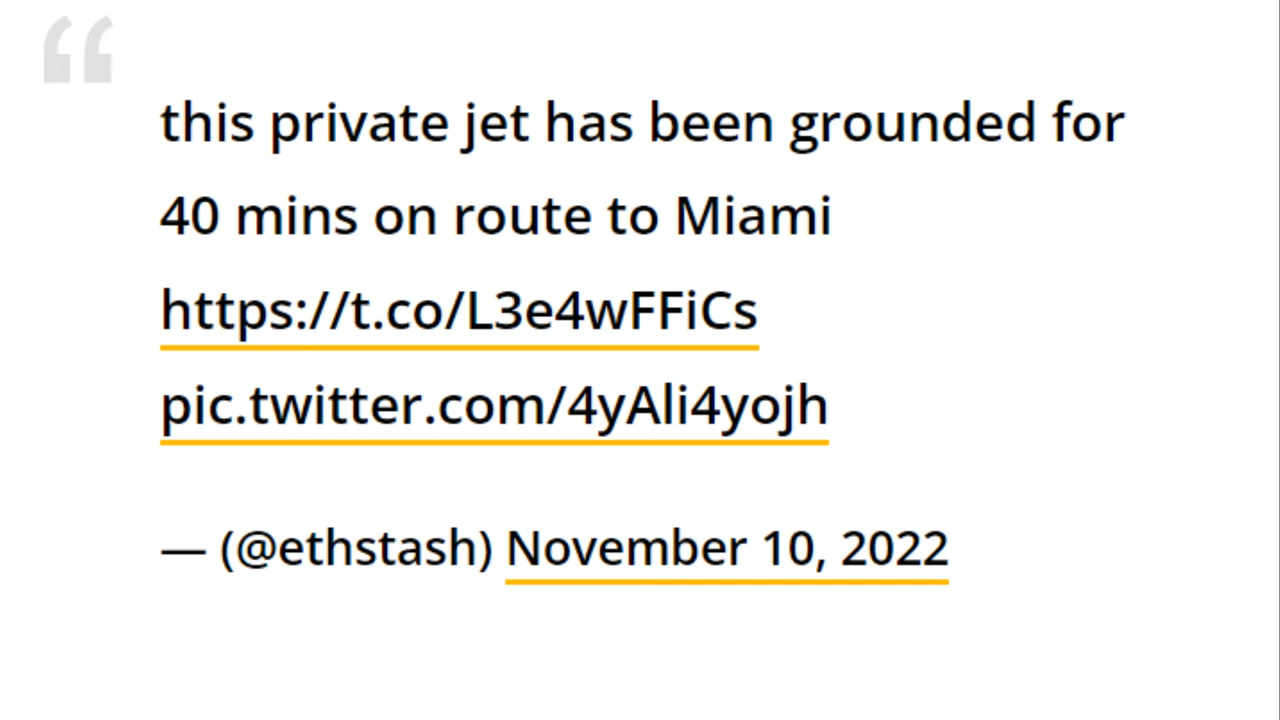 “
this private jet has been grounded for
40 mins on route to Miami
https://t.co/L3e4wFFiCs
pic.twitter.com/4yAli4yojh
— (@ethstash) November 10, 2022